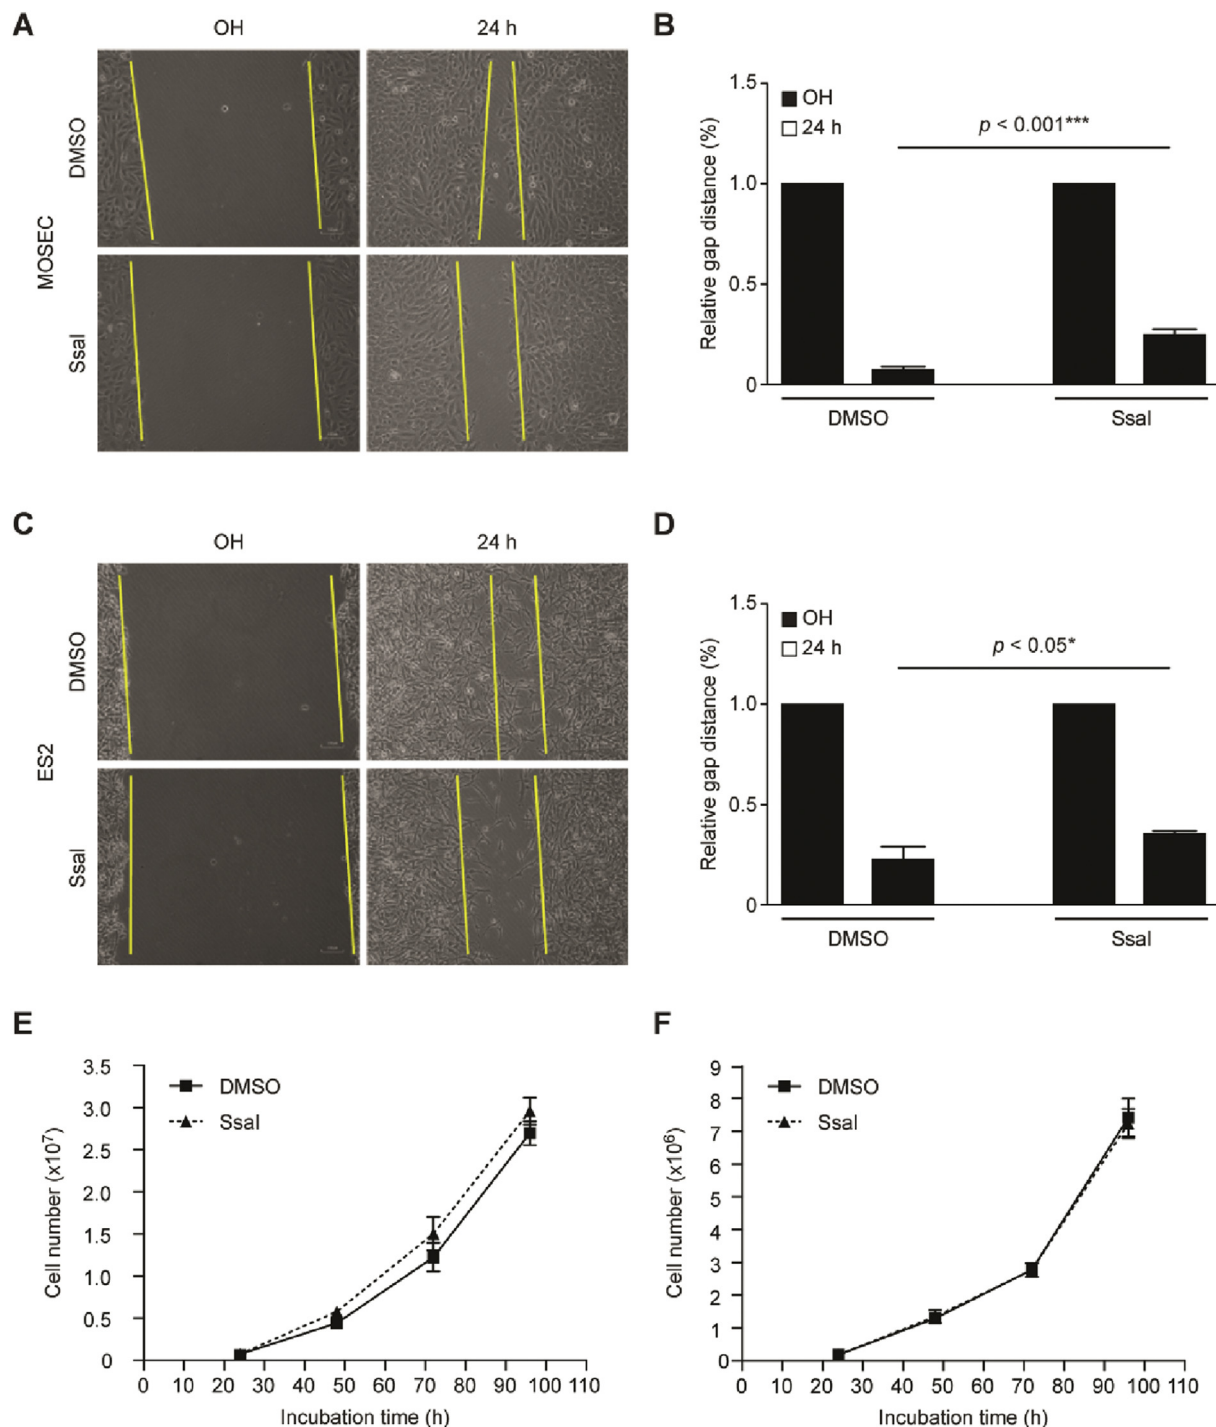 A
OH
24 h
DMSO
MOSEC
Ssal
B
1.5
1.0
0.5
0
Relative gap distance (%)
OH
24 h
p < 0.001***
DMSO
Ssal
C
OH
24 h
DMSO
ES2
Ssal
D
1.5
1.0
0.5
0
Relative gap distance (%)
OH
24 h
p < 0.05*
DMSO
Ssal
E
3.5
3.0
2.5
2.0
1.5
1.0
0.5
0
Cell number (x10⁷)
DMSO
Ssal
0 10 20 30 40 50 60 70 80 90 100 110
Incubation time (h)
F
9
8
7
6
5
4
3
2
1
0
Cell number (x10⁶)
DMSO
Ssal
0 10 20 30 40 50 60 70 80 90 100 110
Incubation time (h)